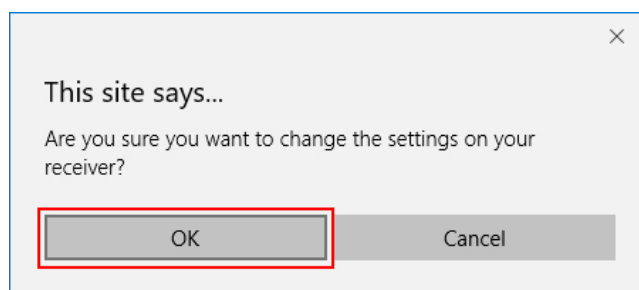 This site says...
Are you sure you want to change the settings on your
receiver?
OK
Cancel